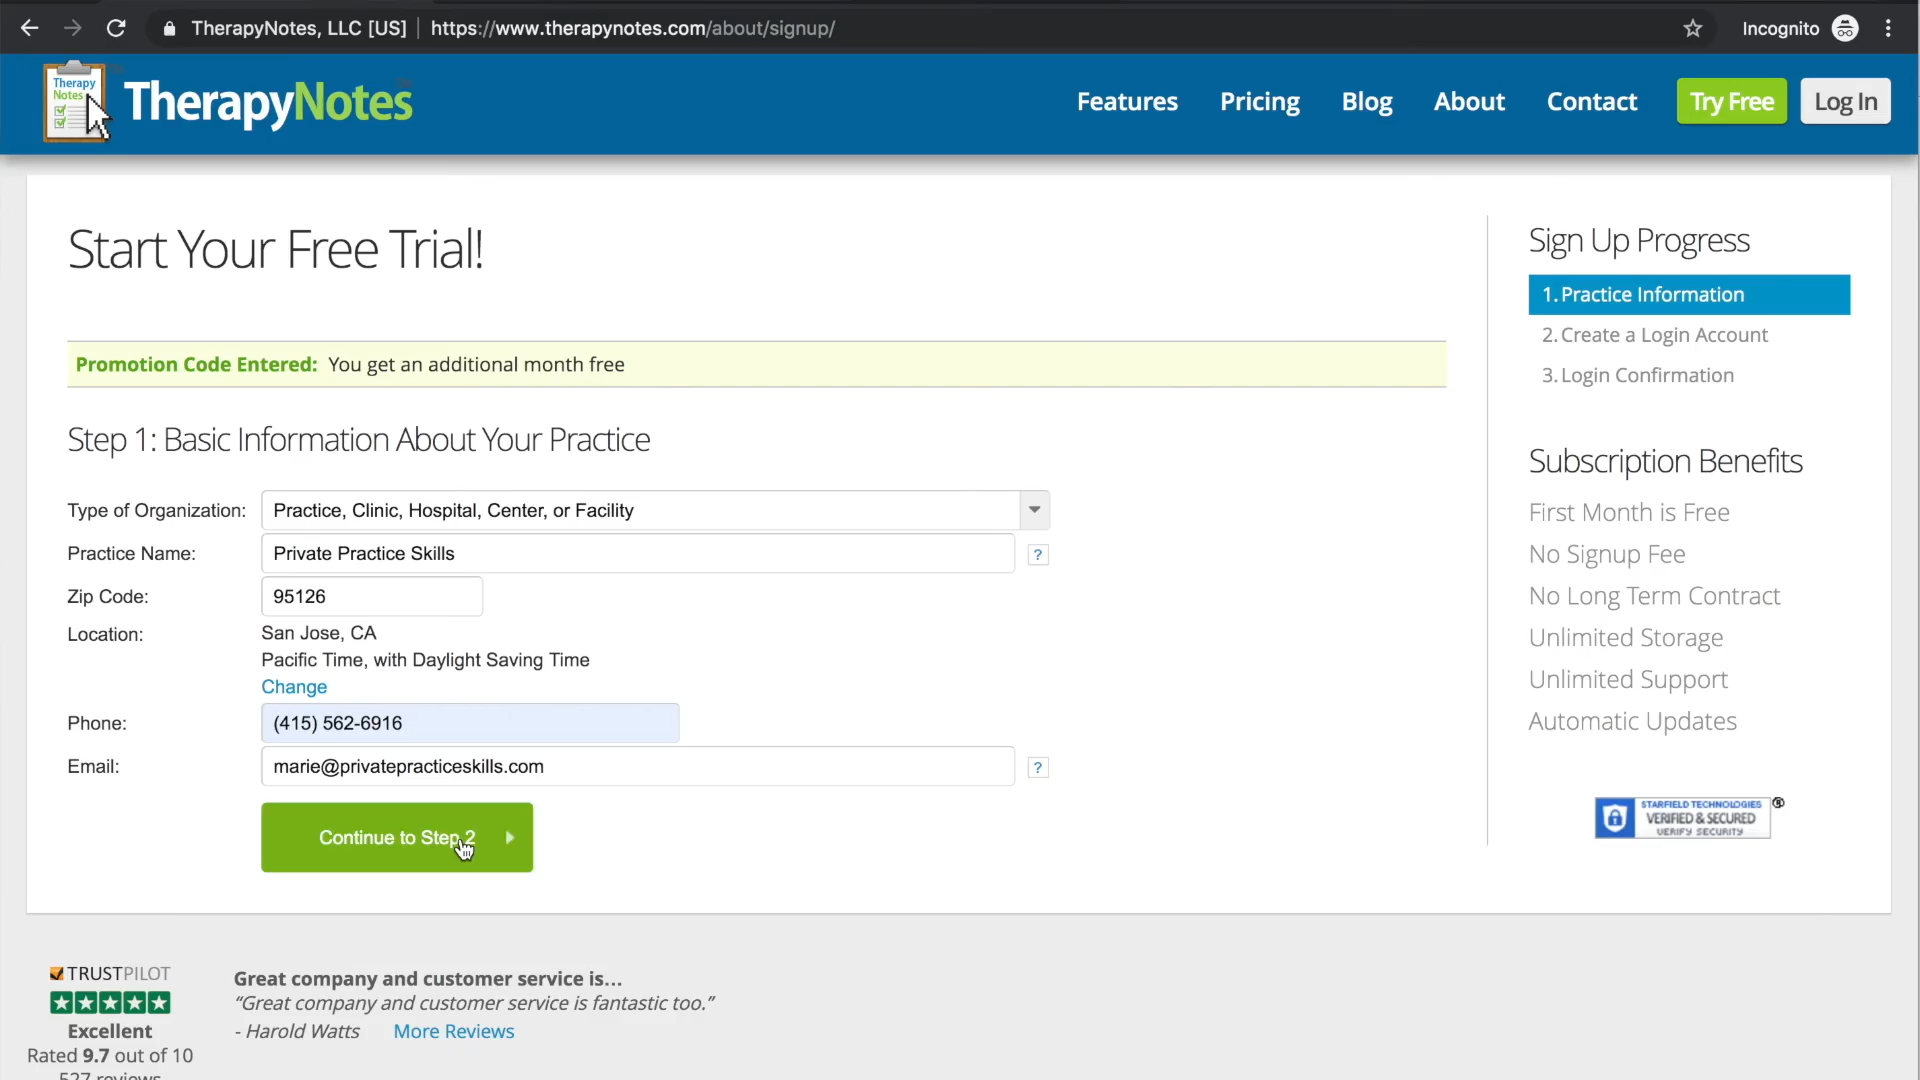 TherapyNotes, LLC [US] https://www.therapynotes.com/about/signup/ Incognito
Therapy
Notes
TherapyNotes
Features Pricing Blog About Contact Try Free Log In
Start Your Free Trial!
Promotion Code Entered: You get an additional month free
Step 1: Basic Information About Your Practice
Type of Organization: Practice, Clinic, Hospital, Center, or Facility
Practice Name: Private Practice Skills ?
Zip Code: 95126
Location: San Jose, CA
Pacific Time, with Daylight Saving Time
Change
Phone: (415) 562-6916
Email: marie@privatepracticeskills.com ?
Continue to Step 2
Sign Up Progress
1. Practice Information
2. Create a Login Account
3. Login Confirmation
Subscription Benefits
First Month is Free
No Signup Fee
No Long Term Contract
Unlimited Storage
Unlimited Support
Automatic Updates
STARFIELD TECHNOLOGIES ®
VERIFIED & SECURED
VERIFY SECURITY
TRUSTPILOT
Excellent
Rated 9.7 out of 10
527 reviews
Great company and customer service is...
“Great company and customer service is fantastic too.”
- Harold Watts More Reviews